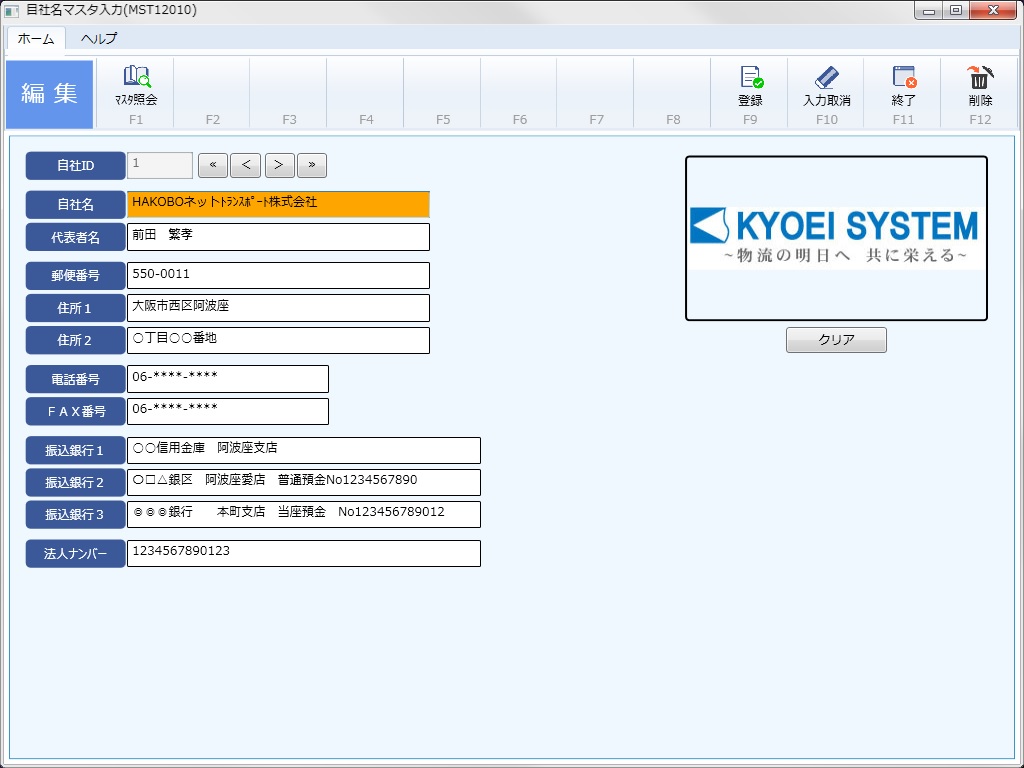 自社名マスタ入力(MST12010)
ホーム ヘルプ
編集
ﾏｽﾀ照会 登録 入力取消 終了 削除
F1 F2 F3 F4 F5 F6 F7 F8 F9 F10 F11 F12
自社ID 1 « < > »
自社名 HAKOBOネットﾄﾗﾝｽﾎﾟｰﾄ株式会社
代表者名 前田　繁孝
郵便番号 550-0011
住所１ 大阪市西区阿波座
住所２ ○丁目○○番地
電話番号 06-****-****
ＦＡＸ番号 06-****-****
振込銀行１ ○○信用金庫　阿波座支店
振込銀行２ ○□△銀区　阿波座愛店　普通預金No1234567890
振込銀行３ ◎◎◎銀行　　本町支店　当座預金　No123456789012
法人ナンバー 1234567890123
KYOEI SYSTEM
~物流の明日へ 共に栄える~
クリア